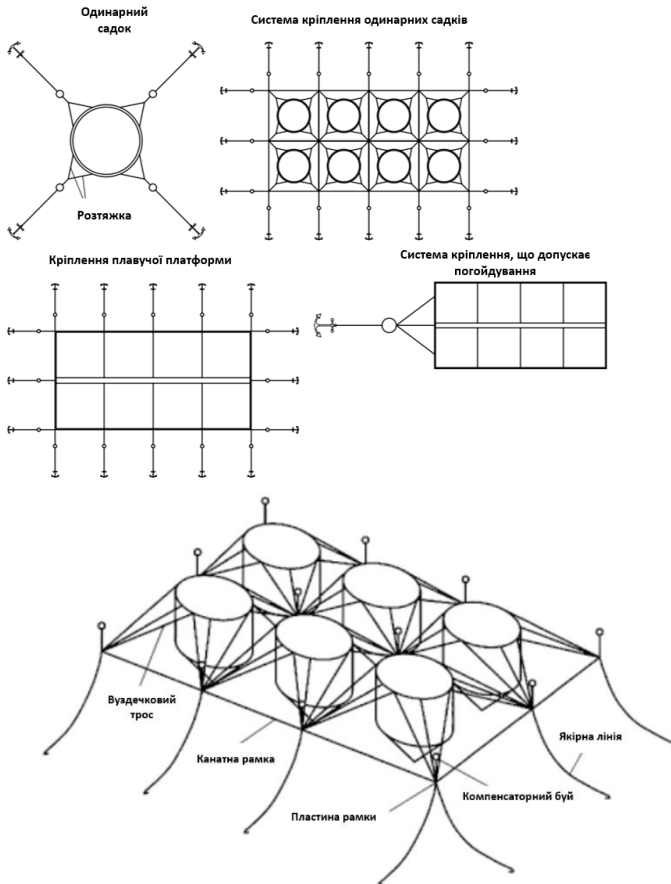 Одинарний
садок
Система кріплення одинарних садків
Розтяжка
Кріплення плавучої платформи
Система кріплення, що допускає
погойдування
Вуздечковий
трос
Канатна рамка
Якірна лінія
Компенсаторний буй
Пластина рамки